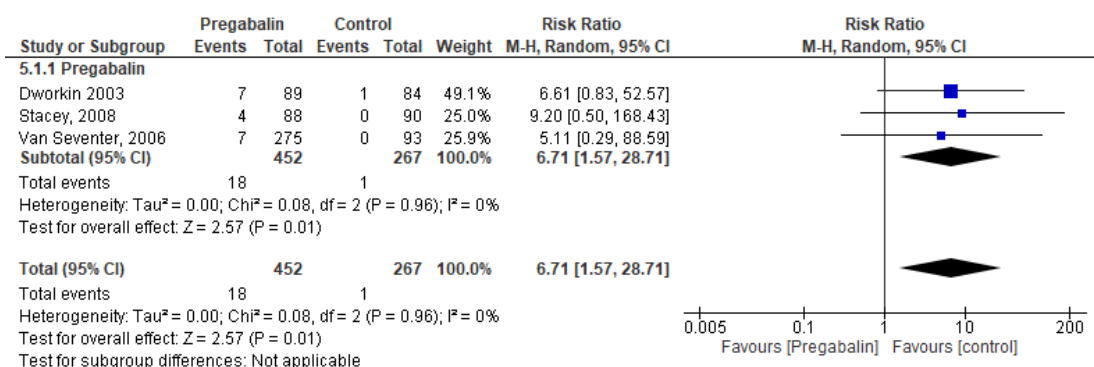 Pregabalin Control Risk Ratio Risk Ratio
Study or Subgroup Events Total Events Total Weight M-H, Random, 95% CI M-H, Random, 95% CI
5.1.1 Pregabalin
Dworkin 2003 7 89 1 84 49.1% 6.61 [0.83, 52.57]
Stacey, 2008 4 88 0 90 25.0% 9.20 [0.50, 168.43]
Van Seventer, 2006 7 275 0 93 25.9% 5.11 [0.29, 88.59]
Subtotal (95% CI) 452 267 100.0% 6.71 [1.57, 28.71]
Total events 18 1
Heterogeneity: Tau² = 0.00; Chi² = 0.08, df = 2 (P = 0.96); I² = 0%
Test for overall effect: Z = 2.57 (P = 0.01)
Total (95% CI) 452 267 100.0% 6.71 [1.57, 28.71]
Total events 18 1
Heterogeneity: Tau² = 0.00; Chi² = 0.08, df = 2 (P = 0.96); I² = 0%
Test for overall effect: Z = 2.57 (P = 0.01)
Test for subgroup differences: Not applicable
0.005 0.1 1 10 200
Favours [Pregabalin] Favours [control]